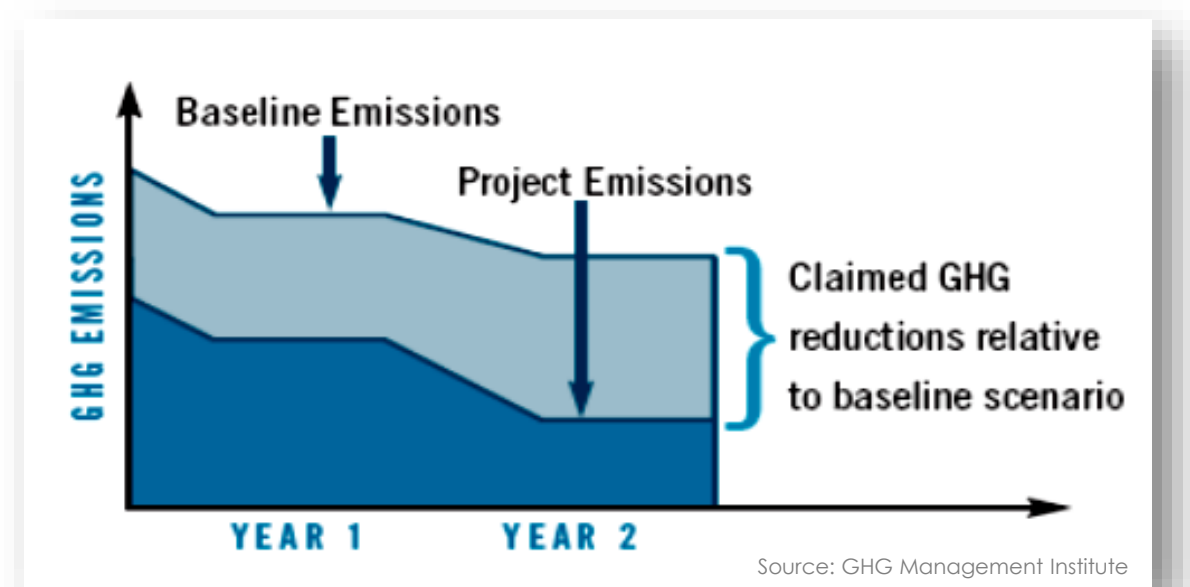 Baseline Emissions
Project Emissions
GHG EMISSIONS
Claimed GHG
reductions relative
to baseline scenario
YEAR 1
YEAR 2
Source: GHG Management Institute